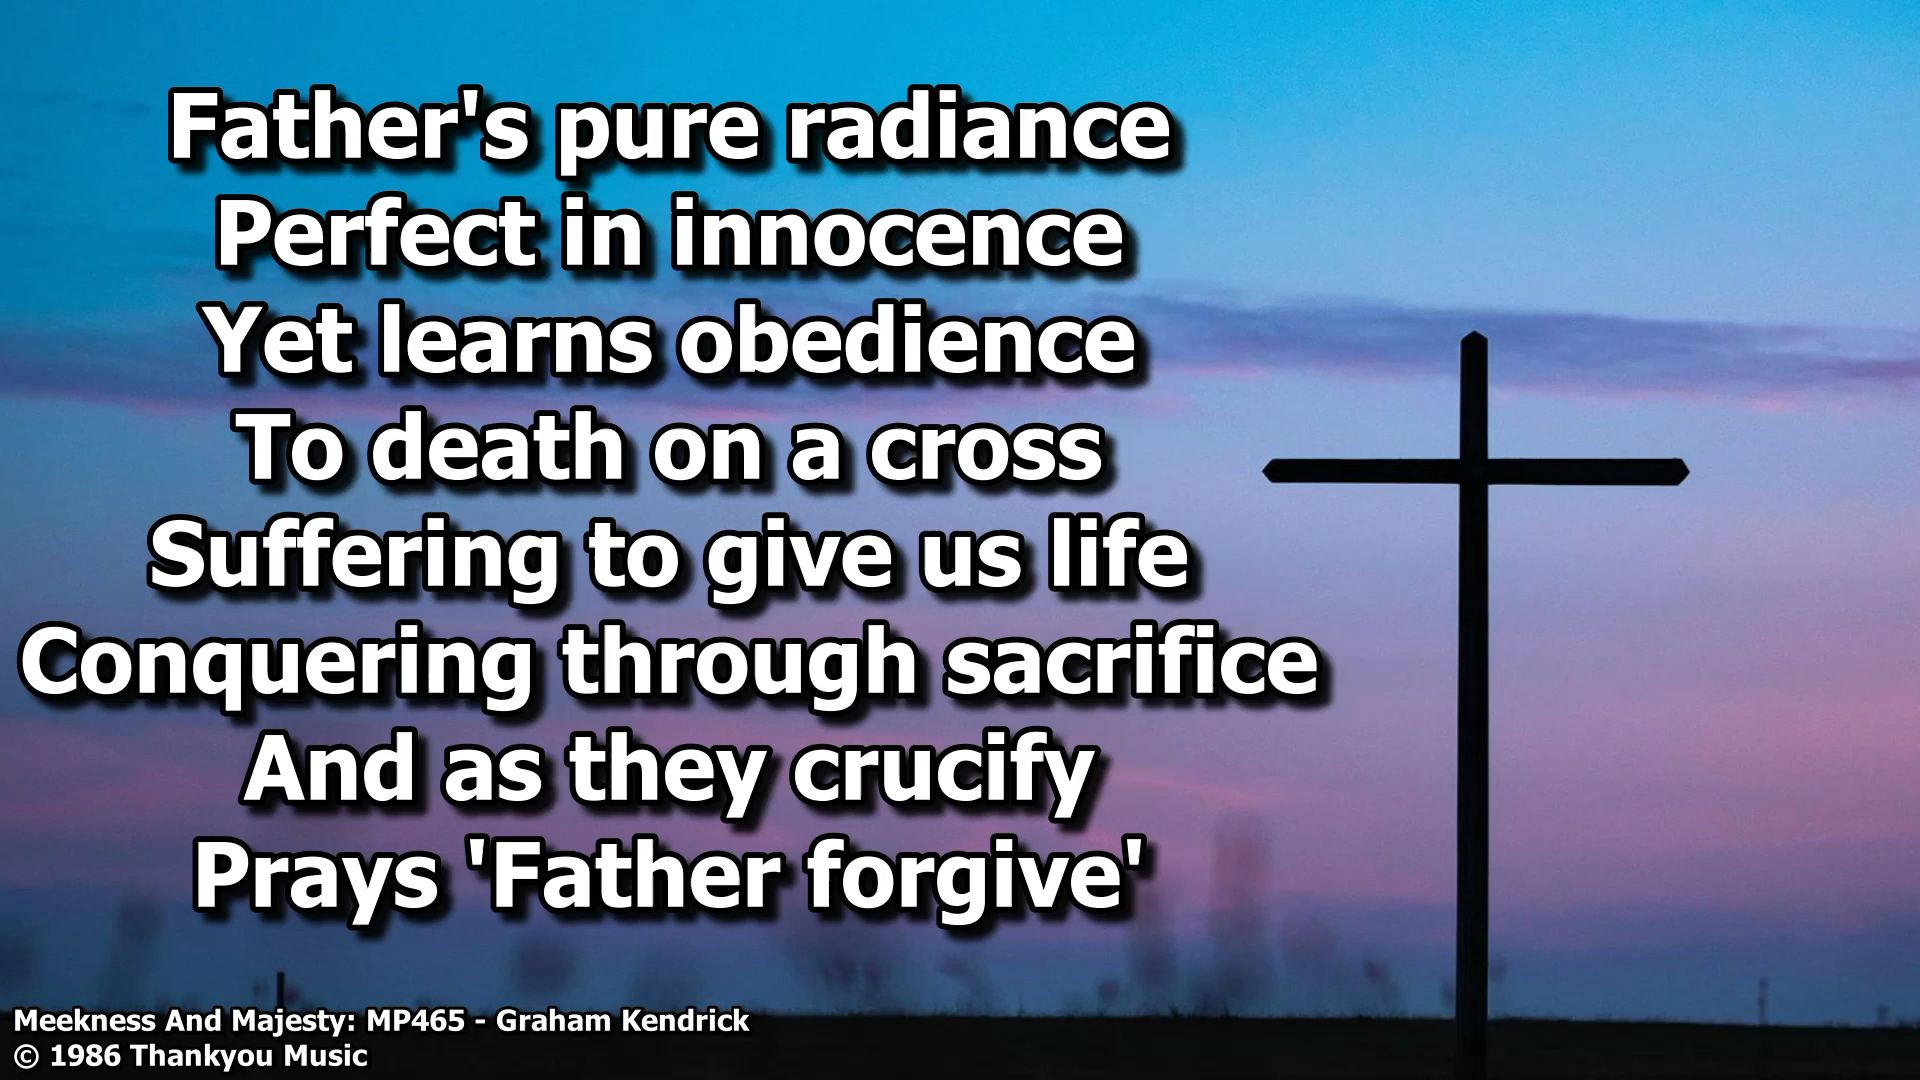 Father's pure radiance
Perfect in innocence
Yet learns obedience
To death on a cross
Suffering to give us life
Conquering through sacrifice
And as they crucify
Prays 'Father forgive'
Meekness And Majesty: MP465 - Graham Kendrick
© 1986 Thankyou Music